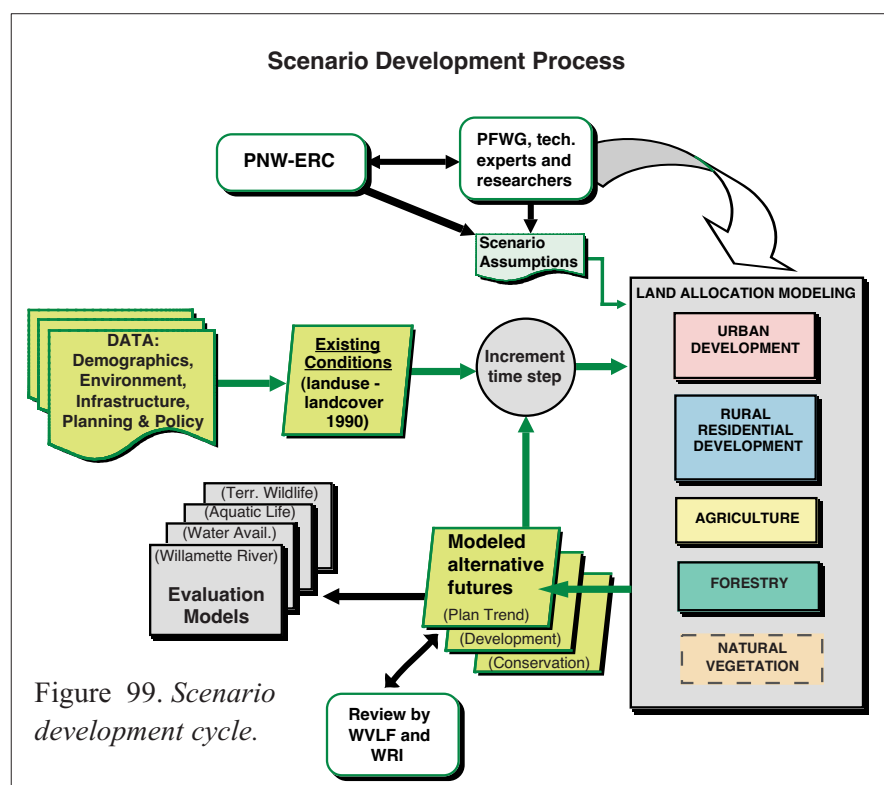 Scenario Development Process
PNW-ERC
PFWG, tech.
experts and
researchers
Scenario
Assumptions
LAND ALLOCATION MODELING
URBAN
DEVELOPMENT
RURAL
RESIDENTIAL
DEVELOPMENT
AGRICULTURE
FORESTRY
NATURAL
VEGETATION
DATA:
Demographics,
Environment,
Infrastructure,
Planning & Policy
Existing
Conditions
(landuse -
landcover
1990)
Increment
time step
(Terr. Wildlife)
(Aquatic Life)
(Water Avail.)
(Willamette River)
Evaluation
Models
Modeled
alternative
futures
(Plan Trend)
(Development)
(Conservation)
Review by
WVLF and
WRI
Figure 99. Scenario
development cycle.